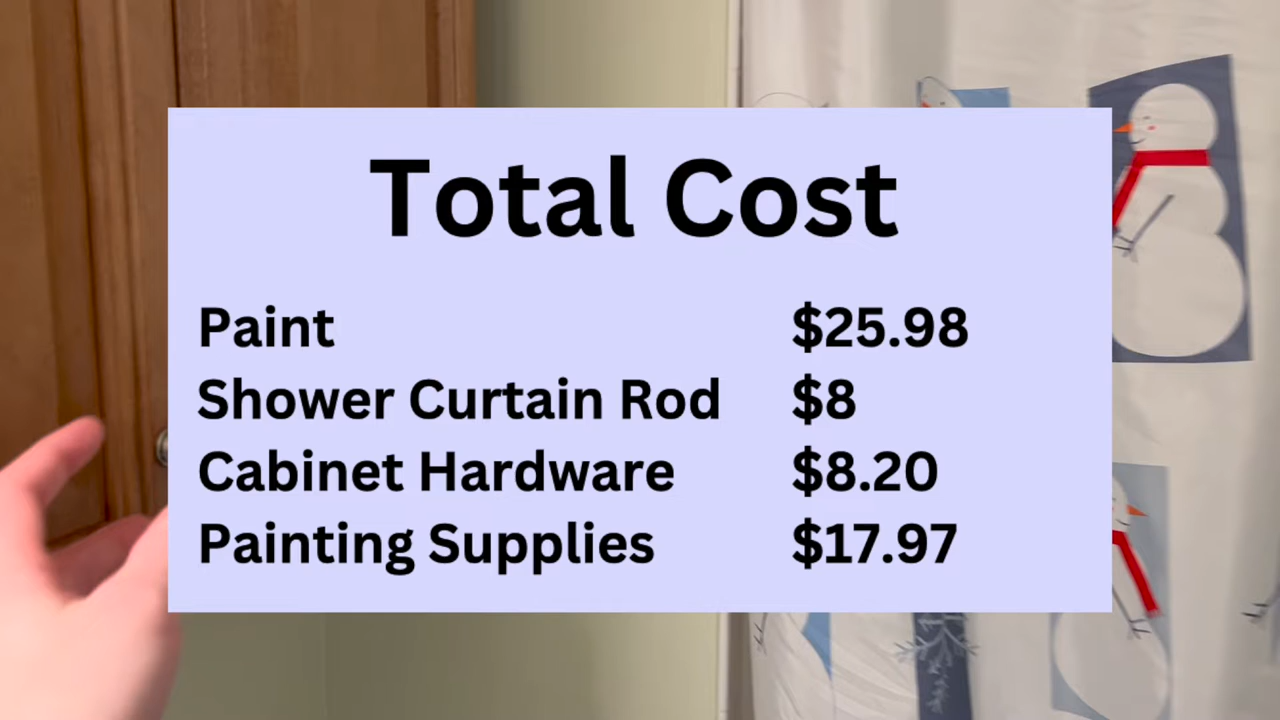 Total Cost
Paint $25.98
Shower Curtain Rod $8
Cabinet Hardware $8.20
Painting Supplies $17.97